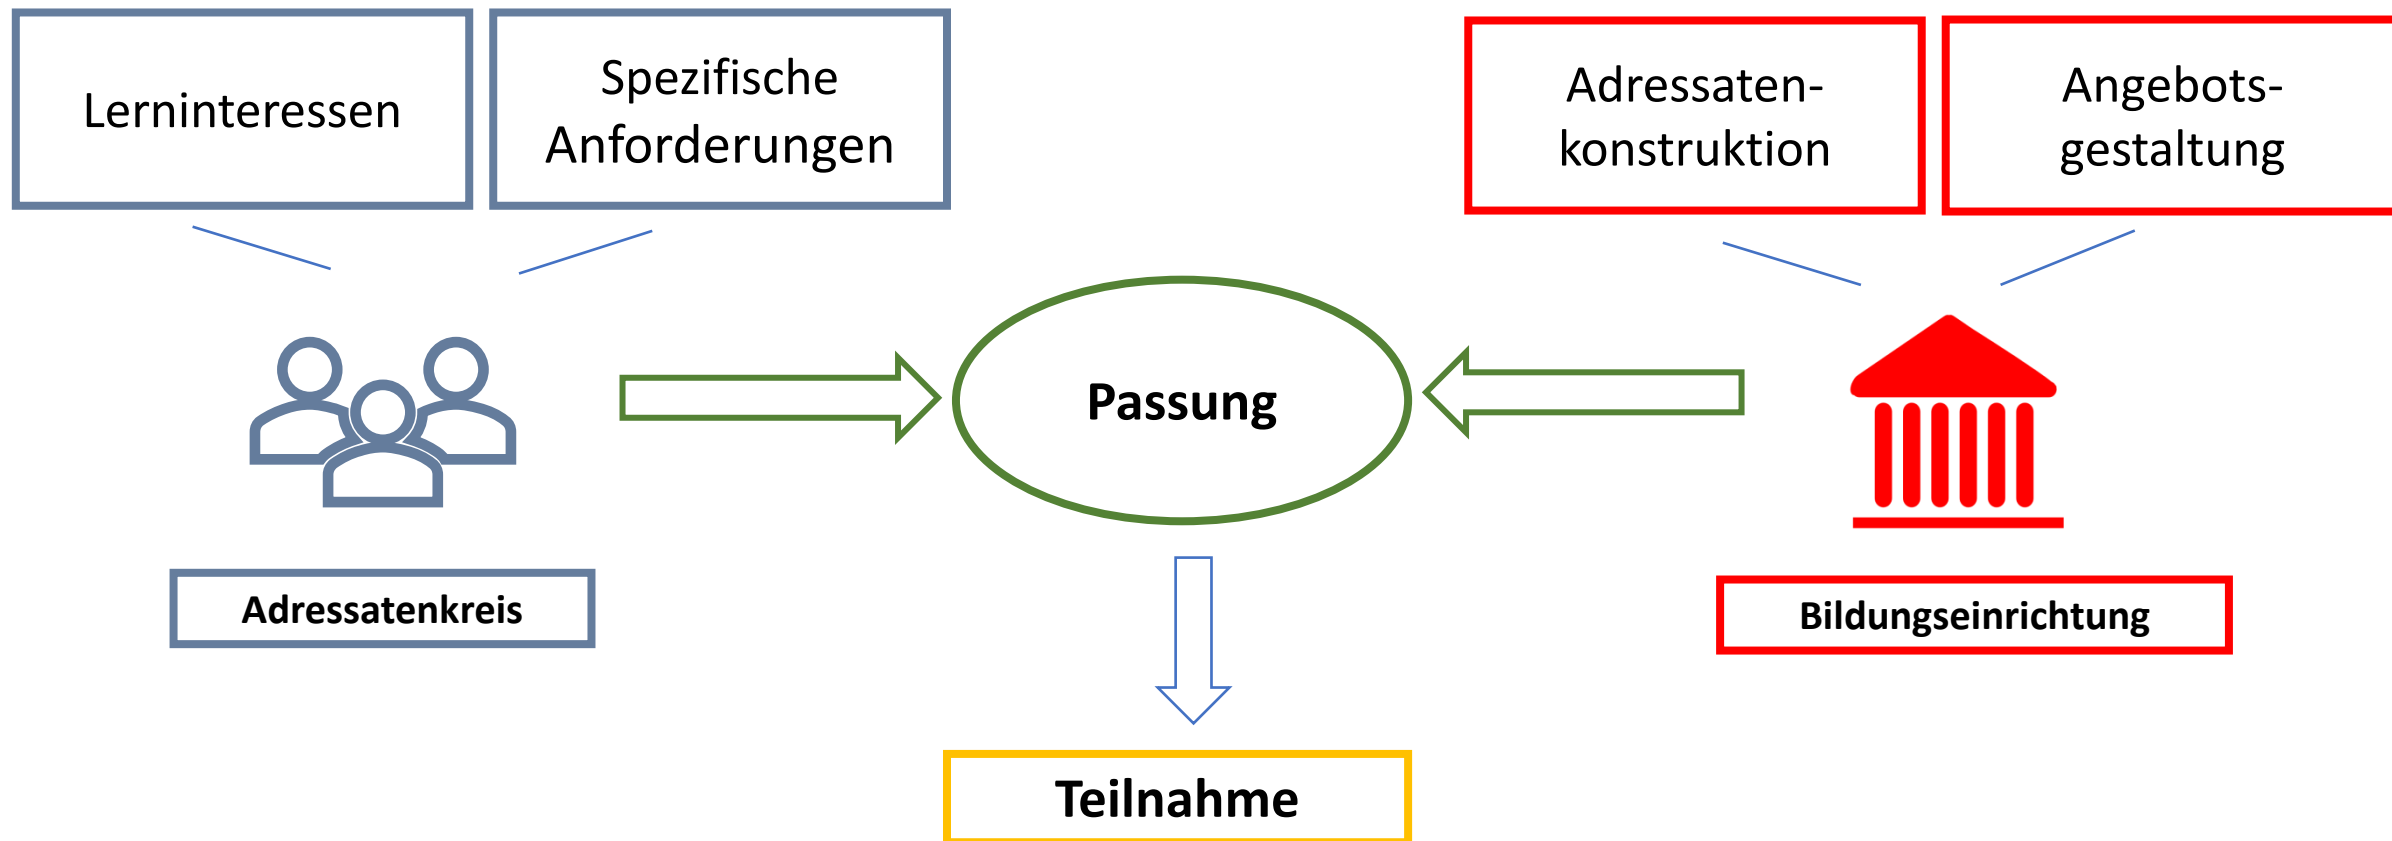 Lerninteressen
Spezifische
Anforderungen
Adressaten-
konstruktion
Angebots-
gestaltung
Passung
Adressatenkreis
Bildungseinrichtung
Teilnahme